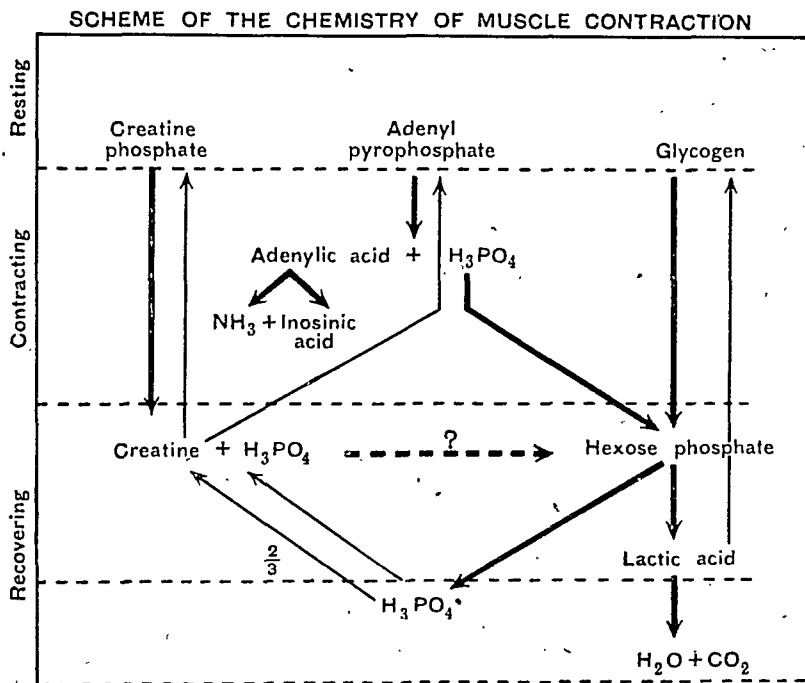 SCHEME OF THE CHEMISTRY OF MUSCLE CONTRACTION
Resting
Creatine
phosphate
Adenyl
pyrophosphate
Glycogen
Contracting
Adenylic acid + H₃PO₄
NH₃ + Inosinic
acid
Creatine + H₃PO₄
?
Hexose phosphate
Recovering
2/3
Lactic acid
H₃PO₄
H₂O + CO₂